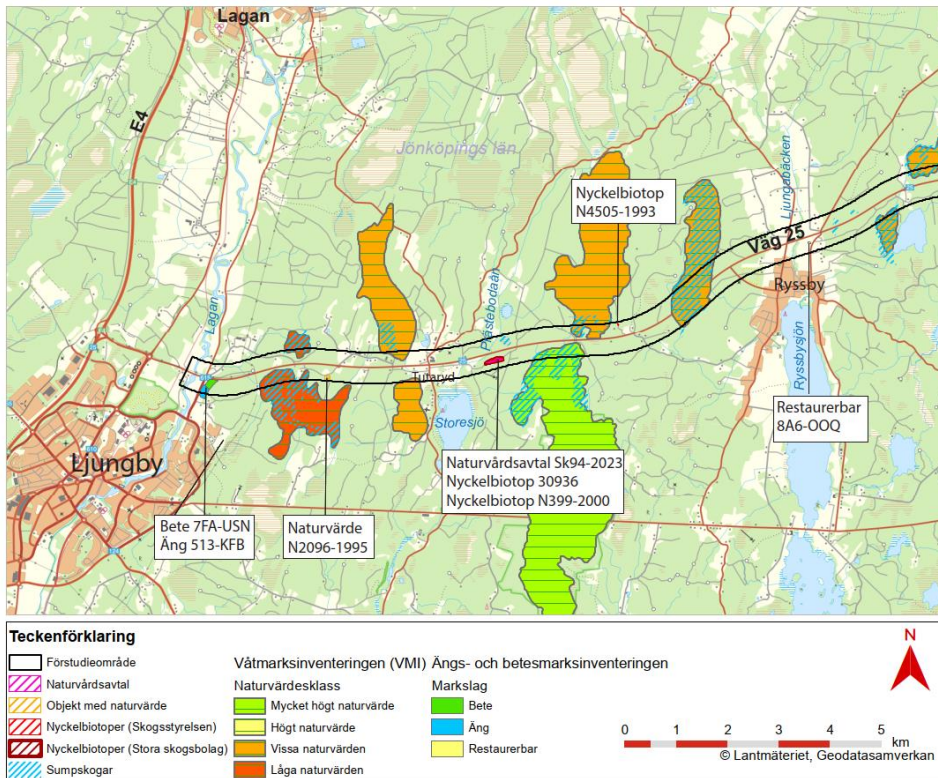 Lagan
E4
Jönköpings län
Lagan
Nyckelbiotop
N4505-1993
Ljungabäcken
Väg 25
Ryssby
Prästebodaån
Tutaryd
Storesjö
Ryssbysjön
Ljungby
Restaurerbar
8A6-OOQ
Naturvårdsavtal Sk94-2023
Nyckelbiotop 30936
Nyckelbiotop N399-2000
Bete 7FA-USN
Äng 513-KFB
Naturvärde
N2096-1995
Teckenförklaring
Förstudieområde
Naturvårdsavtal
Objekt med naturvärde
Nyckelbiotoper (Skogsstyrelsen)
Nyckelbiotoper (Stora skogsbolag)
Sumpskogar
Våtmarksinventeringen (VMI)
Naturvärdesklass
Mycket högt naturvärde
Högt naturvärde
Vissa naturvärden
Låga naturvärden
Ängs- och betesmarksinventeringen
Markslag
Bete
Äng
Restaurerbar
N
0 1 2 3 4 5
km
© Lantmäteriet, Geodatasamverkan